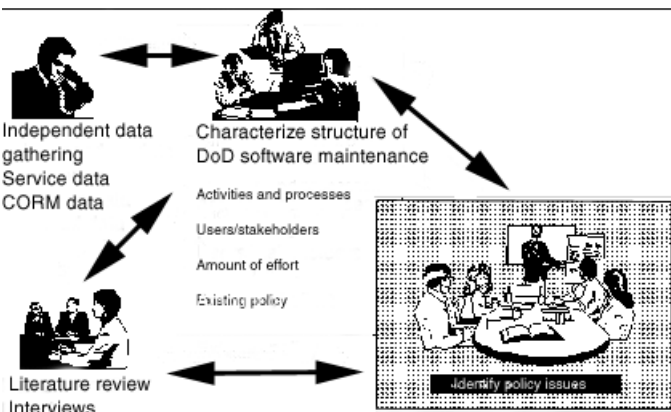 Independent data
gathering
Service data
CORM data
Characterize structure of
DoD software maintenance
Activities and processes
Users/stakeholders
Amount of effort
Existing policy
Literature review
Interviews
Identify policy issues